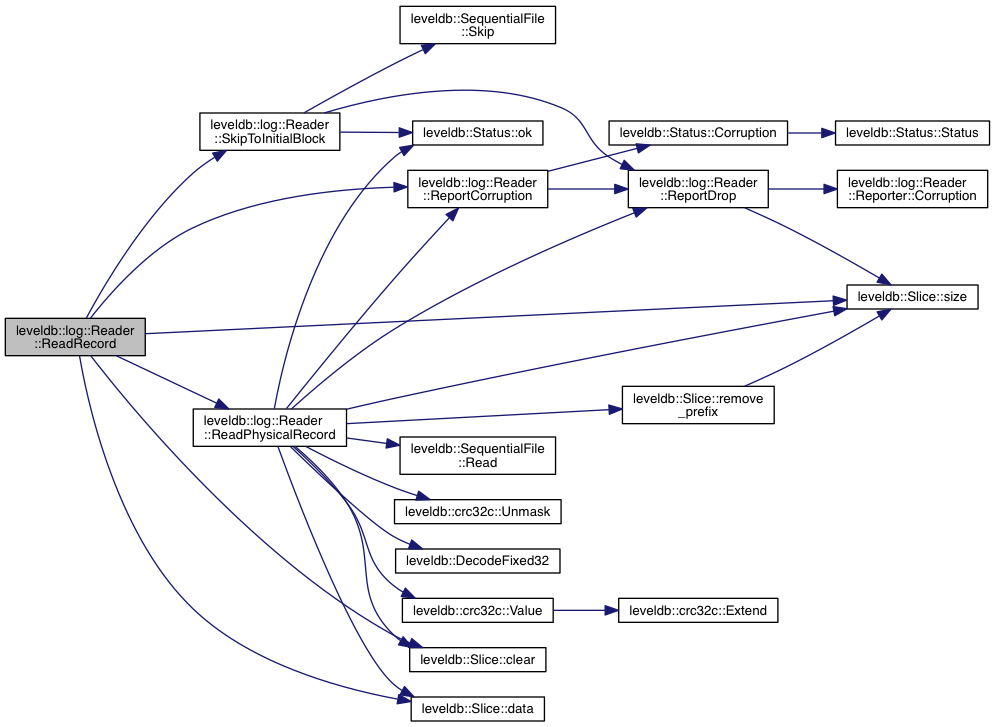 leveldb::SequentialFile
::Skip
leveldb::log::Reader
::SkipToInitialBlock
leveldb::Status::ok
leveldb::Status::Corruption
leveldb::Status::Status
leveldb::log::Reader
::ReportCorruption
leveldb::log::Reader
::ReportDrop
leveldb::log::Reader
::Reporter::Corruption
leveldb::Slice::size
leveldb::log::Reader
::ReadRecord
leveldb::Slice::remove
_prefix
leveldb::log::Reader
::ReadPhysicalRecord
leveldb::SequentialFile
::Read
leveldb::crc32c::Unmask
leveldb::DecodeFixed32
leveldb::crc32c::Value
leveldb::crc32c::Extend
leveldb::Slice::clear
leveldb::Slice::data